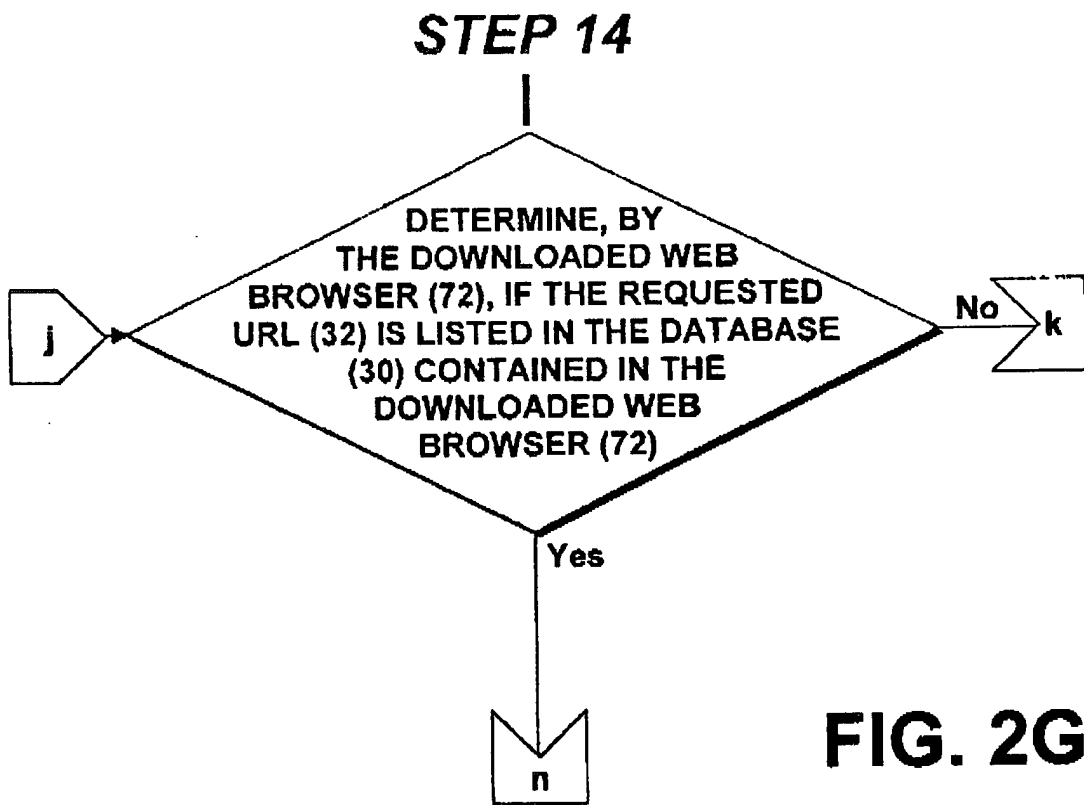 STEP 14
DETERMINE, BY
THE DOWNLOADED WEB
BROWSER (72), IF THE REQUESTED
URL (32) IS LISTED IN THE DATABASE
(30) CONTAINED IN THE
DOWNLOADED WEB
BROWSER (72)
j
No
k
Yes
n
FIG. 2G